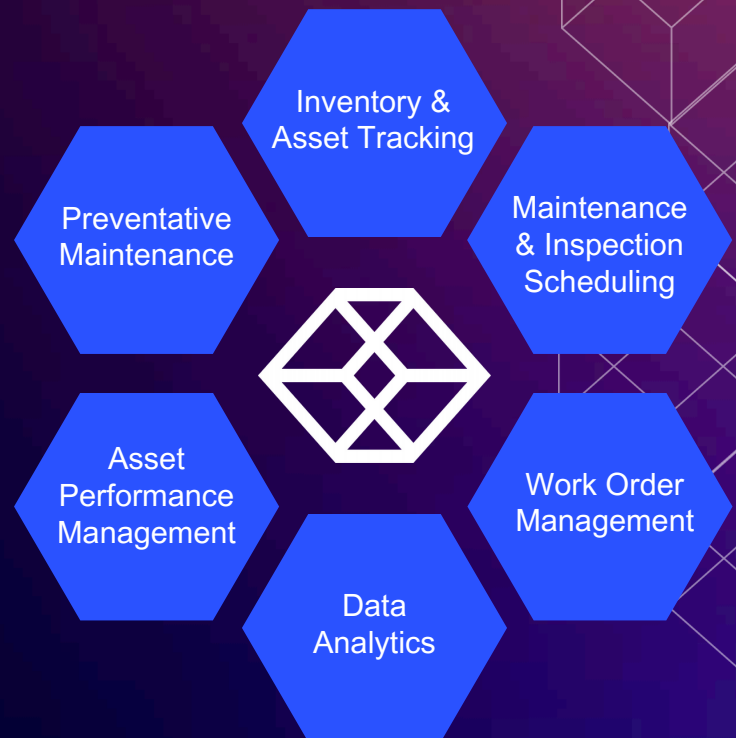 Inventory &
Asset Tracking
Preventative
Maintenance
Maintenance
& Inspection
Scheduling
Asset
Performance
Management
Work Order
Management
Data
Analytics